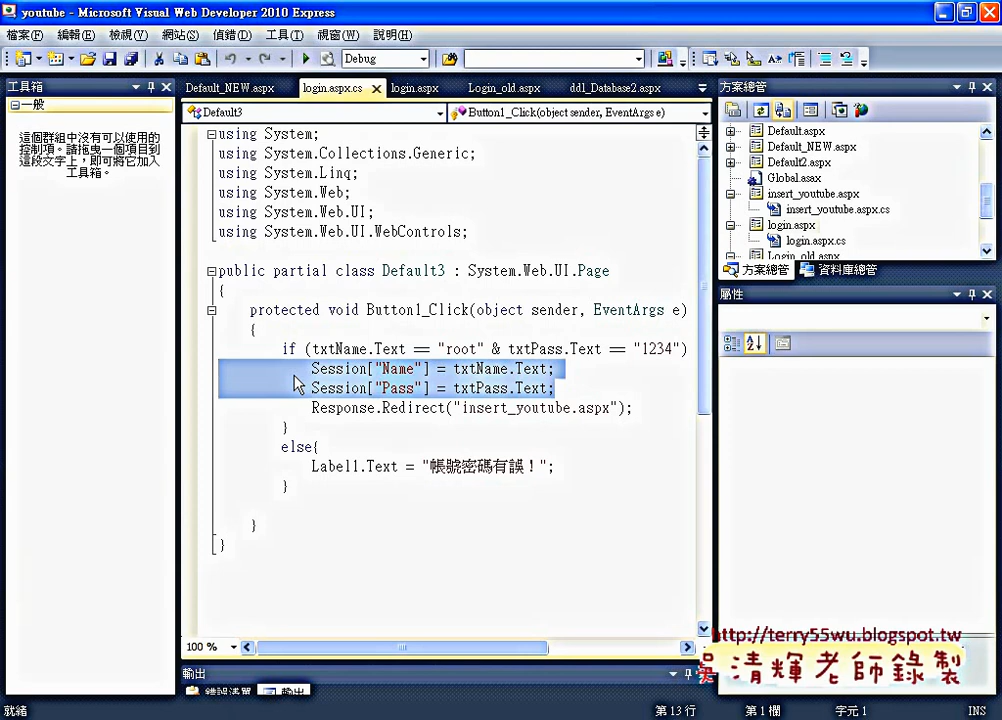 youtube - Microsoft Visual Web Developer 2010 Express
檔案(F) 編輯(E) 檢視(V) 網站(S) 偵錯(D) 工具(T) 視窗(W) 說明(H)
Debug
工具箱
一般
這個群組中沒有可以使用的
控制項。請拖曳一個項目到
這段文字上，即可將它加入
工具箱。
Default_NEW.aspx login.aspx.cs login.aspx Login_old.aspx ddl_Database2.aspx
Default3 Button1_Click(object sender, EventArgs e)
using System;
using System.Collections.Generic;
using System.Linq;
using System.Web;
using System.Web.UI;
using System.Web.UI.WebControls;
public partial class Default3 : System.Web.UI.Page
{
protected void Button1_Click(object sender, EventArgs e)
{
if (txtName.Text == "root" & txtPass.Text == "1234")
Session["Name"] = txtName.Text;
Session["Pass"] = txtPass.Text;
Response.Redirect("insert_youtube.aspx");
}
else{
Label1.Text = "帳號密碼有誤！";
}
}
}
100 %
輸出
錯誤清單 輸出
方案總管
Default.aspx
Default_NEW.aspx
Default2.aspx
Global.asax
insert_youtube.aspx
insert_youtube.aspx.cs
login.aspx
login.aspx.cs
Login_old.aspx
方案總管 資料庫總管
屬性
http://terry55wu.blogspot.tw
吳清輝老師錄製
就緒 第 13 行 第 1 欄 字元 1 INS